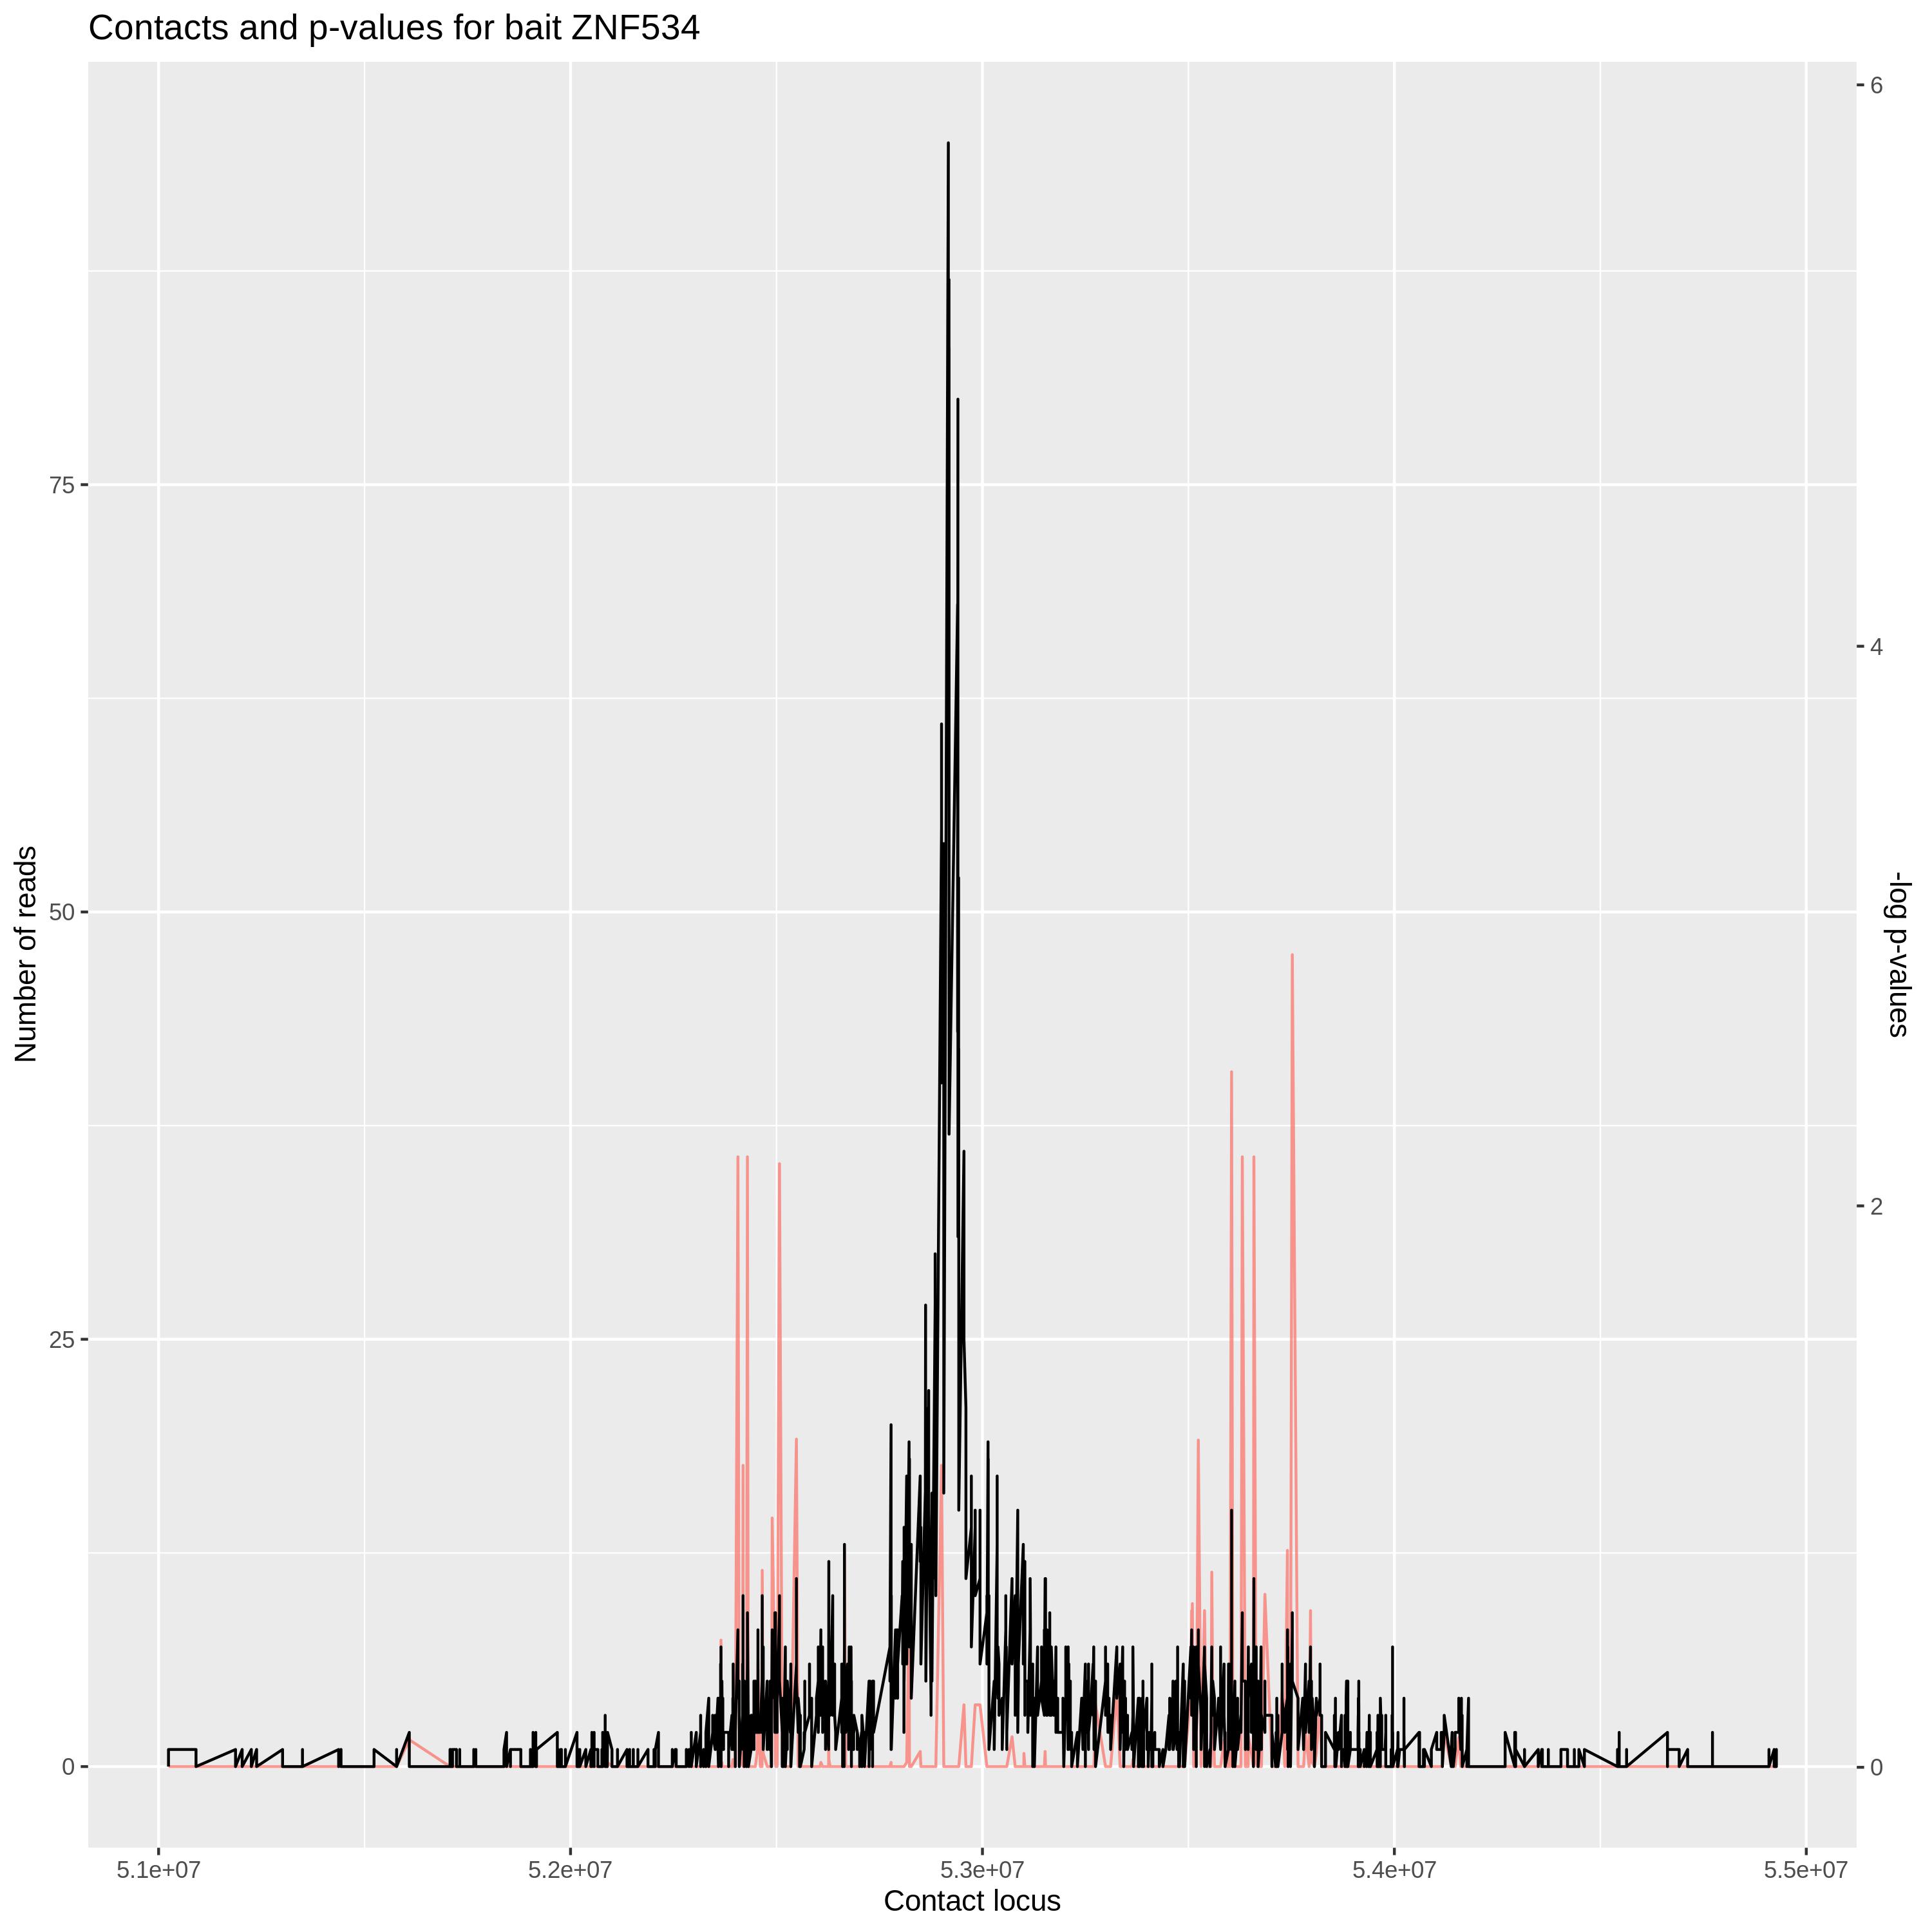 Contacts and p-values for bait ZNF534
Number of reads
75
50
25
0
6
4
2
0
-log p-values
5.1e+07
5.2e+07
5.3e+07
5.4e+07
5.5e+07
Contact locus